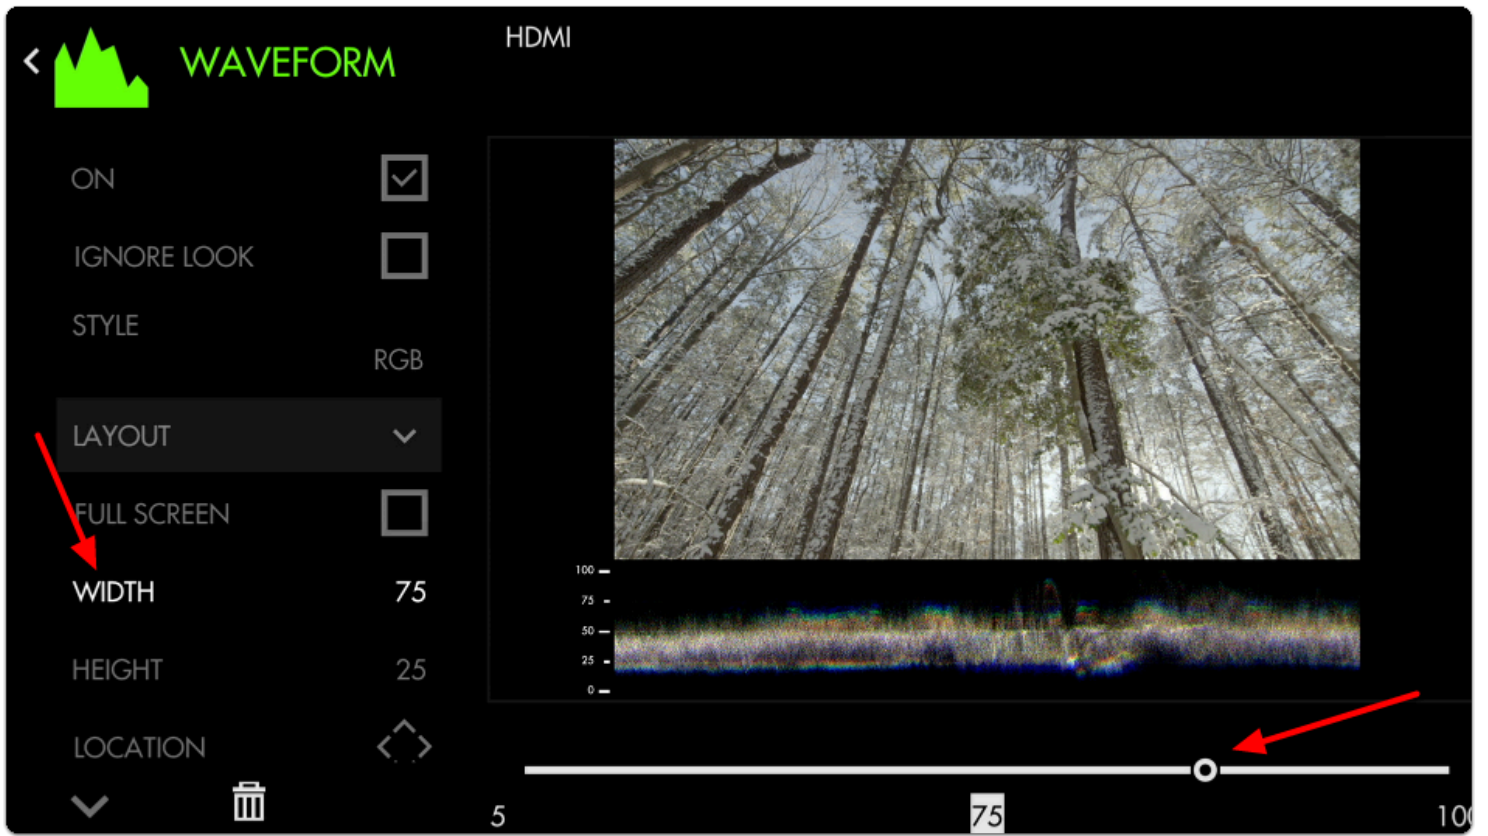 WAVEFORM
HDMI
ON
IGNORE LOOK
STYLE
RGB
LAYOUT
FULL SCREEN
WIDTH 75
HEIGHT 25
LOCATION
100
75
50
25
0
5 75 100